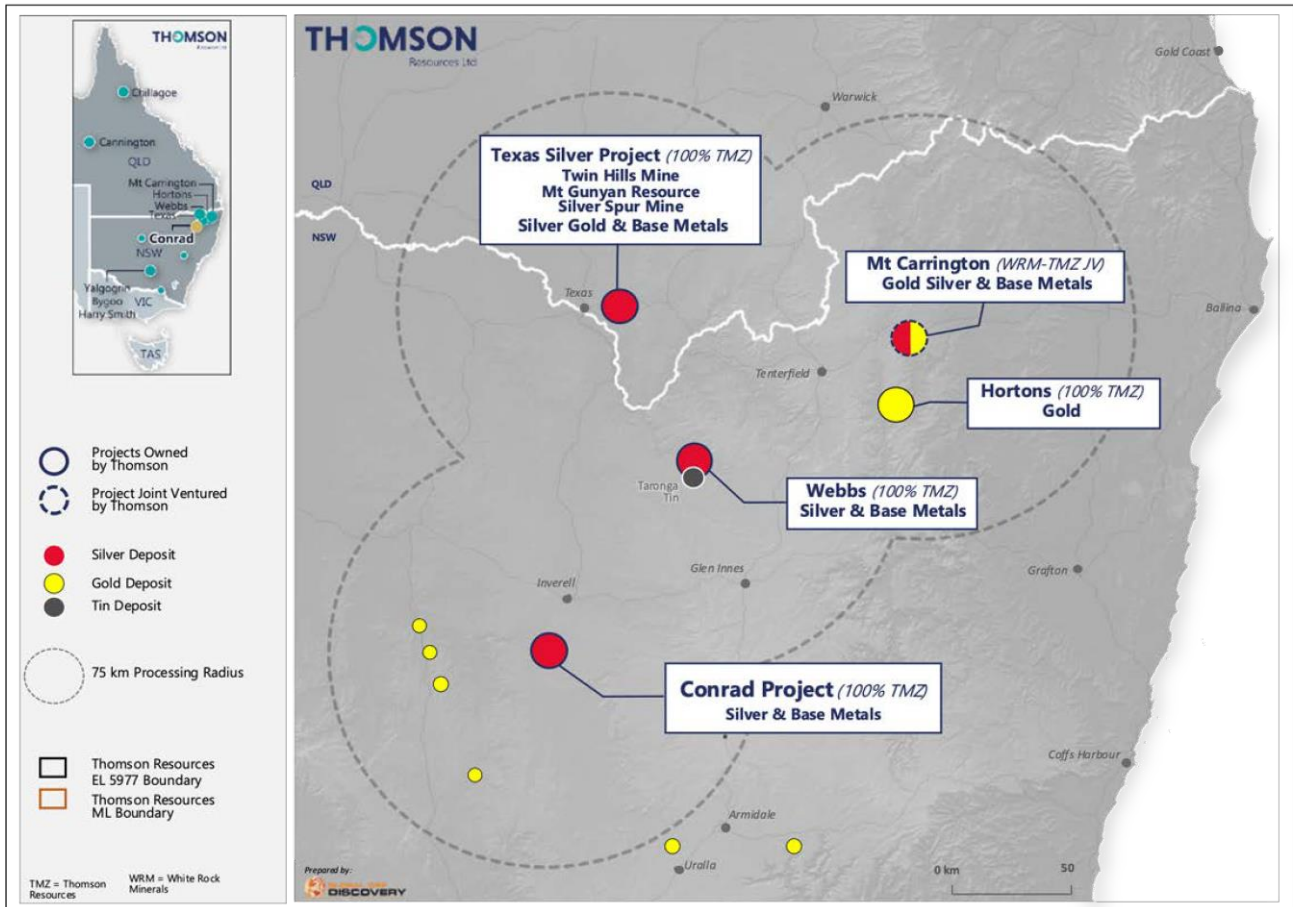 THOMSON
Resources Ltd
Chillagoe
Cannington
QLD
Mt Carrington
Hortons
Webbs
Texas
Conrad
NSW
Yalgogrin
Bygoo
Harry Smith
VIC
TAS
Projects Owned
by Thomson
Project Joint Ventured
by Thomson
Silver Deposit
Gold Deposit
Tin Deposit
75 km Processing Radius
Thomson Resources
EL 5977 Boundary
Thomson Resources
ML Boundary
TMZ = Thomson
Resources
WRM = White Rock
Minerals
THOMSON
Resources Ltd
Gold Coast
Warwick
Texas Silver Project (100% TMZ)
Twin Hills Mine
Mt Gunyan Resource
Silver Spur Mine
Silver Gold & Base Metals
QLD
NSW
Mt Carrington (WRM-TMZ JV)
Gold Silver & Base Metals
Texas
Ballina
Tenterfield
Hortons (100% TMZ)
Gold
Taronga
Tin
Webbs (100% TMZ)
Silver & Base Metals
Glen Innes
Grafton
Inverell
Conrad Project (100% TMZ)
Silver & Base Metals
Coffs Harbour
Armidale
Uralla
0 km
50
Prepared by:
GLOBAL ORE
DISCOVERY